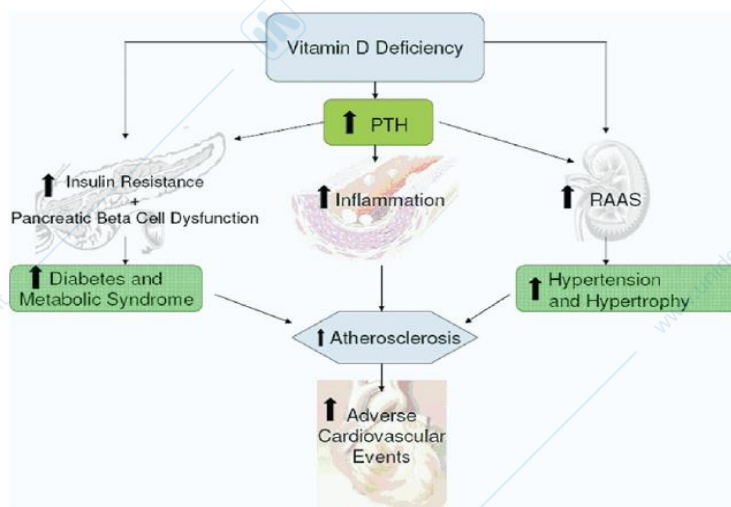 Vitamin D Deficiency
PTH
Insulin Resistance
+
Pancreatic Beta Cell Dysfunction
Inflammation
RAAS
Diabetes and
Metabolic Syndrome
Hypertension
and Hypertrophy
Atherosclerosis
Adverse
Cardiovascular
Events